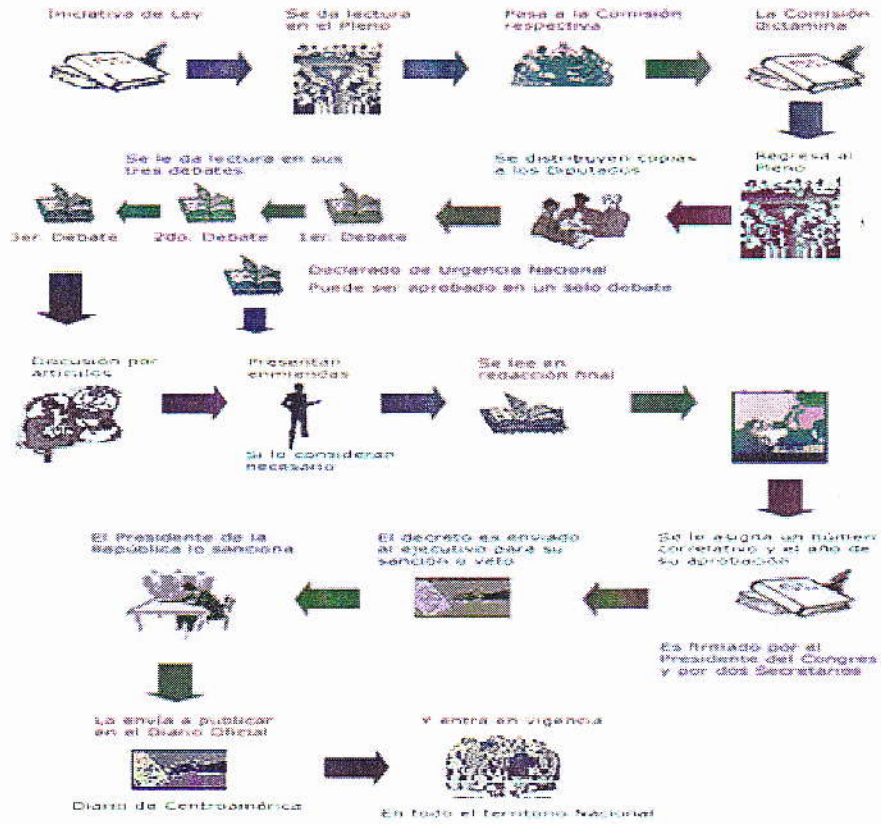 Iniciativa de Ley
Se da lectura
en el Pleno
Pasa a la Comisión
respectiva
La Comisión
dictamina
Regresa al
Pleno
Se distribuyen copias
a los Diputados
Se le da lectura en sus
tres debates
1er. Debate
2do. Debate
3er. Debate
Declarado de Urgencia Nacional
Puede ser aprobado en un solo debate
Discusión por
artículos
Presentan
enmiendas
Si lo consideran
necesario
Se lee en
redacción final
Se le asigna un númer
correlativo y el año de
su aprobación
Es firmado por el
Presidente del Congres
y por dos Secretarios
El decreto es enviado
al ejecutivo para su
sanción o veto
El Presidente de la
República lo sanciona
Lo envía a publicar
en el Diario Oficial
Diario de Centroamérica
Y entra en vigencia
En todo el territorio Nacional